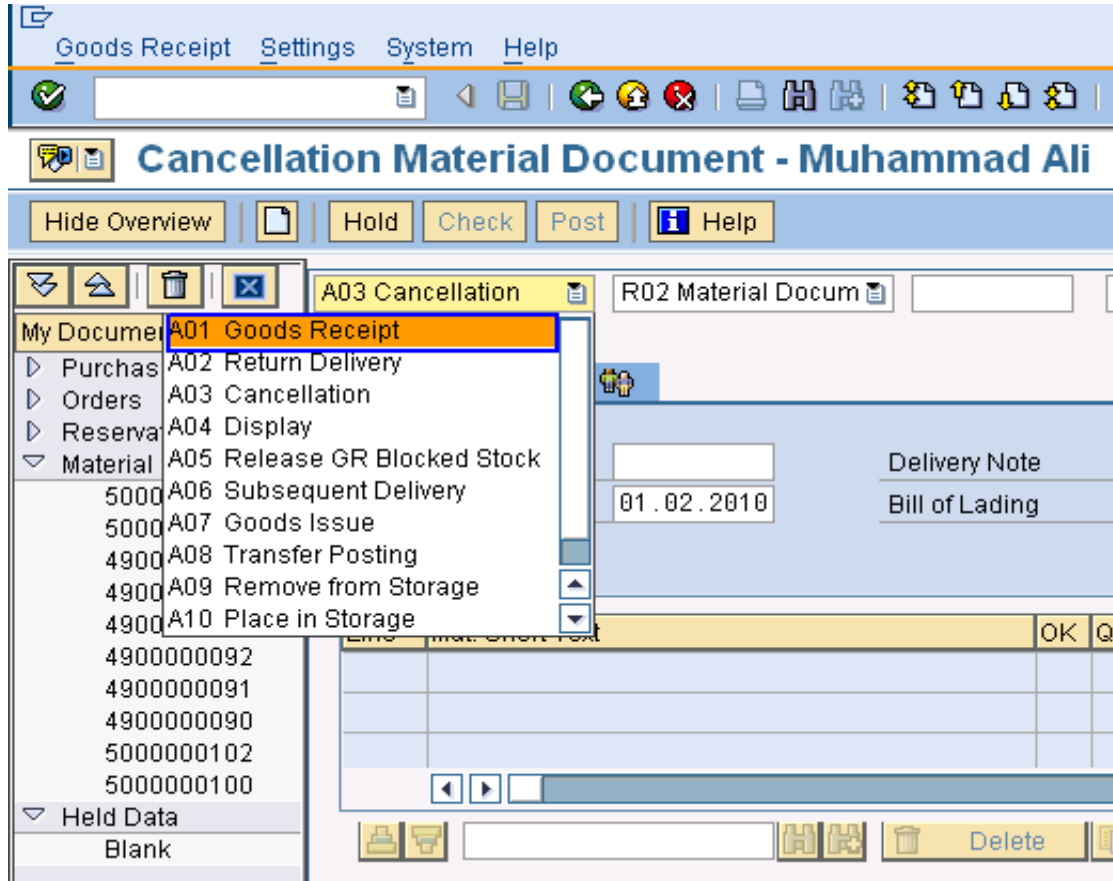 Goods Receipt Settings System Help
Cancellation Material Document - Muhammad Ali
Hide Overview Hold Check Post Help
A03 Cancellation R02 Material Docum
My Docume
A01 Goods Receipt
A02 Return Delivery
A03 Cancellation
A04 Display
A05 Release GR Blocked Stock
A06 Subsequent Delivery
A07 Goods Issue
A08 Transfer Posting
A09 Remove from Storage
A10 Place in Storage
Purchas
Orders
Reserva
Material
5000
5000
4900
4900
4900
4900000092
4900000091
4900000090
5000000102
5000000100
Held Data
Blank
Delivery Note
01.02.2010 Bill of Lading
OK Q
Delete